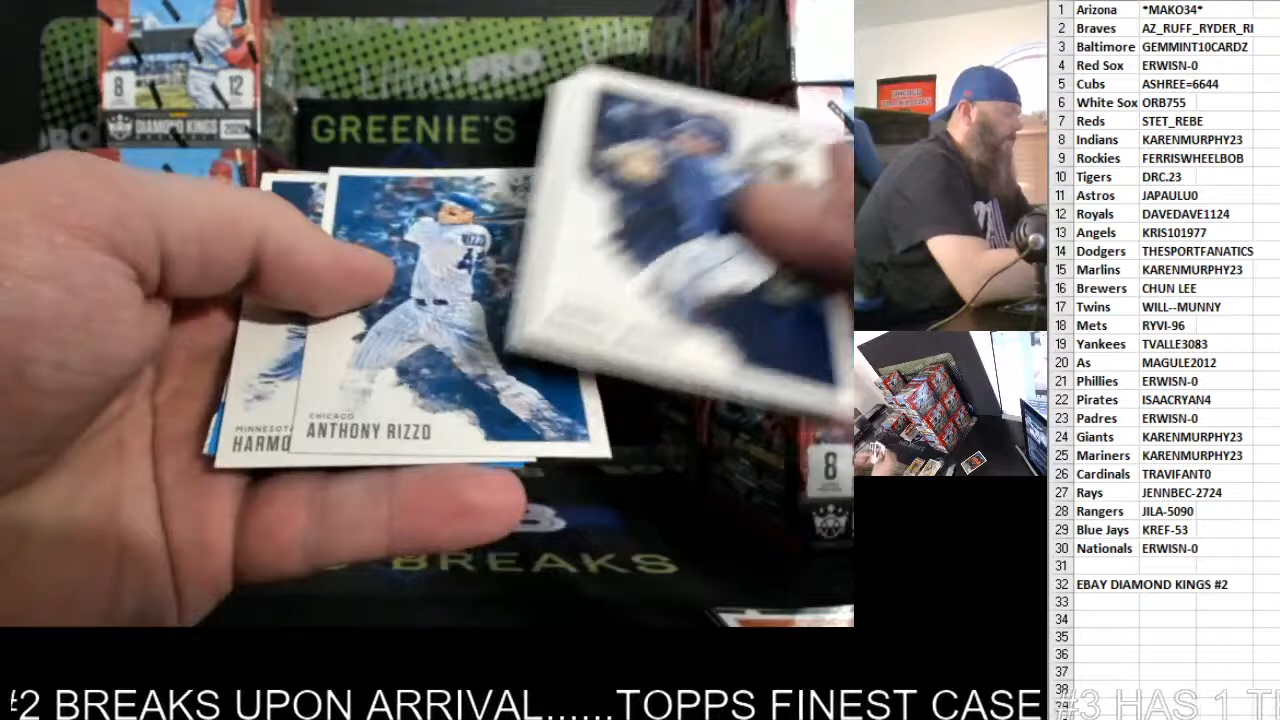 8
12
DIAMOND KINGS
GREENIE'S
RIZZO
CHICAGO
ANTHONY RIZZO
MINNESOTA
HARMO
8
BREAKS
1 Arizona *MAKO34*
2 Braves AZ_RUFF_RYDER_RI
3 Baltimore GEMMINT10CARDZ
4 Red Sox ERWISN-0
5 Cubs ASHREE=6644
6 White Sox ORB755
7 Reds STET_REBE
8 Indians KARENMURPHY23
9 Rockies FERRISWHEELBOB
10 Tigers DRC.23
11 Astros JAPAULU0
12 Royals DAVEDAVE1124
13 Angels KRIS101977
14 Dodgers THESPORTFANATICS
15 Marlins KARENMURPHY23
16 Brewers CHUN LEE
17 Twins WILL--MUNNY
18 Mets RYVI-96
19 Yankees TVALLE3083
20 As MAGULE2012
21 Phillies ERWISN-0
22 Pirates ISAACRYAN4
23 Padres ERWISN-0
24 Giants KARENMURPHY23
25 Mariners KARENMURPHY23
26 Cardinals TRAVIFANT0
27 Rays JENNBEC-2724
28 Rangers JILA-5090
29 Blue Jays KREF-53
30 Nationals ERWISN-0
31
32 EBAY DIAMOND KINGS #2
33
34
35
36
37
38
#2 BREAKS UPON ARRIVAL......TOPPS FINEST CASE #3 HAS 1